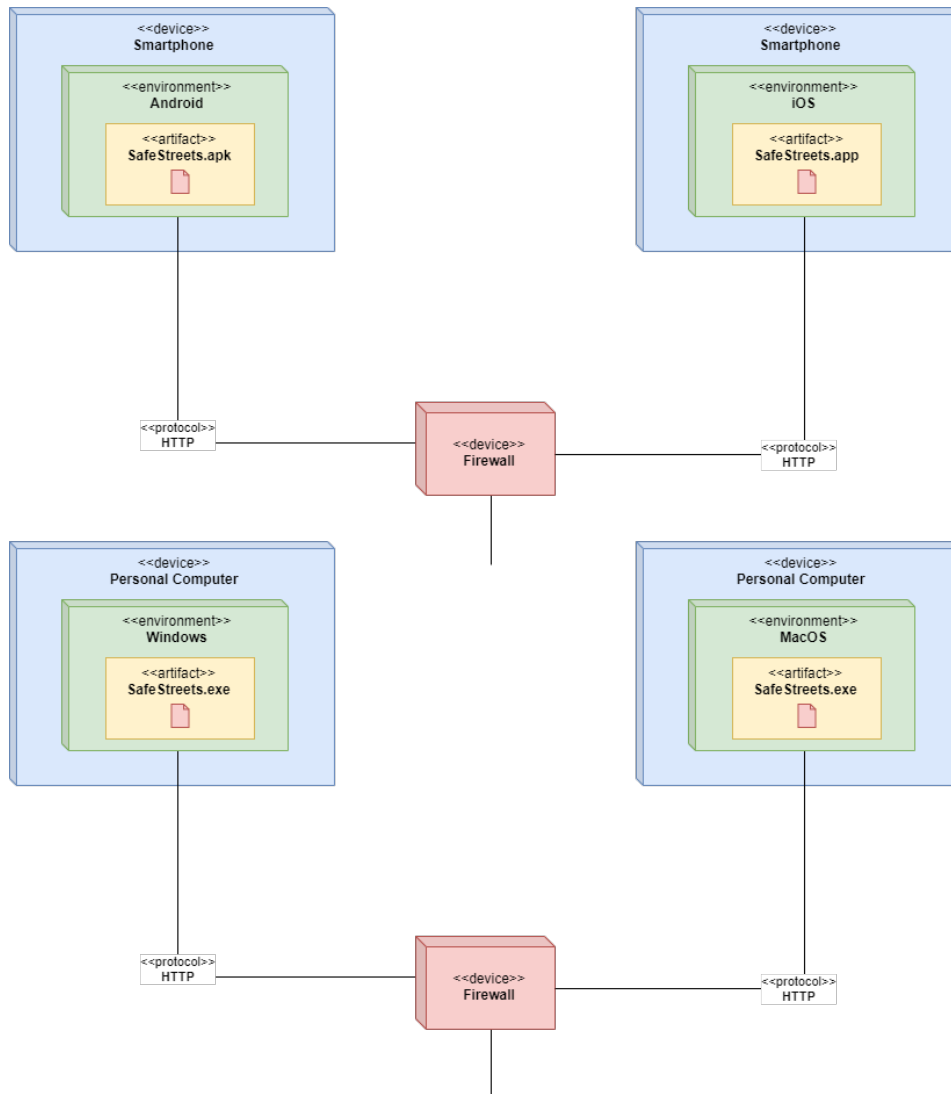 <<device>>
Smartphone
<<environment>>
Android
<<artifact>>
SafeStreets.apk
<<device>>
Smartphone
<<environment>>
iOS
<<artifact>>
SafeStreets.app
<<protocol>>
HTTP
<<device>>
Firewall
<<protocol>>
HTTP
<<device>>
Personal Computer
<<environment>>
Windows
<<artifact>>
SafeStreets.exe
<<device>>
Personal Computer
<<environment>>
MacOS
<<artifact>>
SafeStreets.exe
<<protocol>>
HTTP
<<device>>
Firewall
<<protocol>>
HTTP